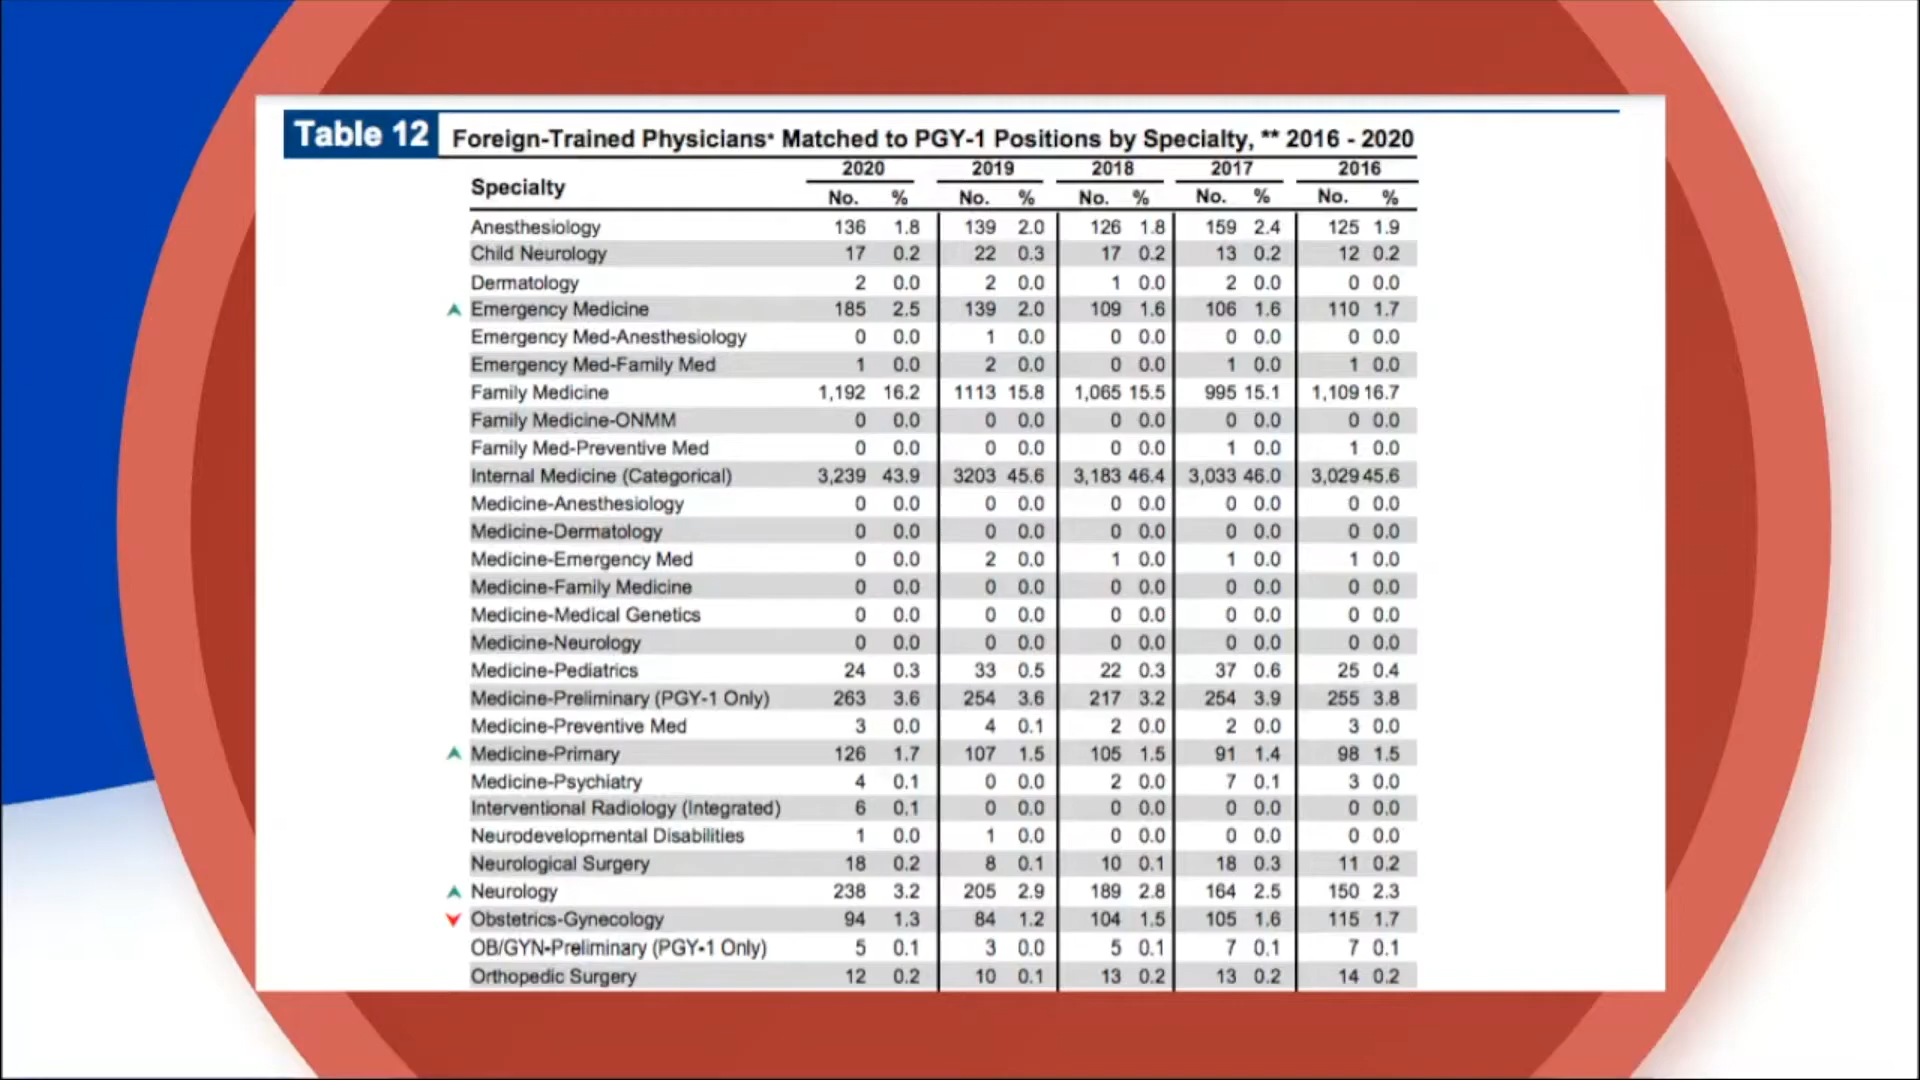 Table 12 Foreign-Trained Physicians* Matched to PGY-1 Positions by Specialty, ** 2016 - 2020
Specialty 2020 2019 2018 2017 2016
No. % No. % No. % No. % No. %
Anesthesiology 136 1.8 139 2.0 126 1.8 159 2.4 125 1.9
Child Neurology 17 0.2 22 0.3 17 0.2 13 0.2 12 0.2
Dermatology 2 0.0 2 0.0 1 0.0 2 0.0 0 0.0
Emergency Medicine 185 2.5 139 2.0 109 1.6 106 1.6 110 1.7
Emergency Med-Anesthesiology 0 0.0 1 0.0 0 0.0 0 0.0 0 0.0
Emergency Med-Family Med 1 0.0 2 0.0 0 0.0 1 0.0 1 0.0
Family Medicine 1,192 16.2 1113 15.8 1,065 15.5 995 15.1 1,109 16.7
Family Medicine-ONMM 0 0.0 0 0.0 0 0.0 0 0.0 0 0.0
Family Med-Preventive Med 0 0.0 0 0.0 0 0.0 1 0.0 1 0.0
Internal Medicine (Categorical) 3,239 43.9 3203 45.6 3,183 46.4 3,033 46.0 3,029 45.6
Medicine-Anesthesiology 0 0.0 0 0.0 0 0.0 0 0.0 0 0.0
Medicine-Dermatology 0 0.0 0 0.0 0 0.0 0 0.0 0 0.0
Medicine-Emergency Med 0 0.0 2 0.0 1 0.0 1 0.0 1 0.0
Medicine-Family Medicine 0 0.0 0 0.0 0 0.0 0 0.0 0 0.0
Medicine-Medical Genetics 0 0.0 0 0.0 0 0.0 0 0.0 0 0.0
Medicine-Neurology 0 0.0 0 0.0 0 0.0 0 0.0 0 0.0
Medicine-Pediatrics 24 0.3 33 0.5 22 0.3 37 0.6 25 0.4
Medicine-Preliminary (PGY-1 Only) 263 3.6 254 3.6 217 3.2 254 3.9 255 3.8
Medicine-Preventive Med 3 0.0 4 0.1 2 0.0 2 0.0 3 0.0
Medicine-Primary 126 1.7 107 1.5 105 1.5 91 1.4 98 1.5
Medicine-Psychiatry 4 0.1 0 0.0 2 0.0 7 0.1 3 0.0
Interventional Radiology (Integrated) 6 0.1 0 0.0 0 0.0 0 0.0 0 0.0
Neurodevelopmental Disabilities 1 0.0 1 0.0 0 0.0 0 0.0 0 0.0
Neurological Surgery 18 0.2 8 0.1 10 0.1 18 0.3 11 0.2
Neurology 238 3.2 205 2.9 189 2.8 164 2.5 150 2.3
Obstetrics-Gynecology 94 1.3 84 1.2 104 1.5 105 1.6 115 1.7
OB/GYN-Preliminary (PGY-1 Only) 5 0.1 3 0.0 5 0.1 7 0.1 7 0.1
Orthopedic Surgery 12 0.2 10 0.1 13 0.2 13 0.2 14 0.2